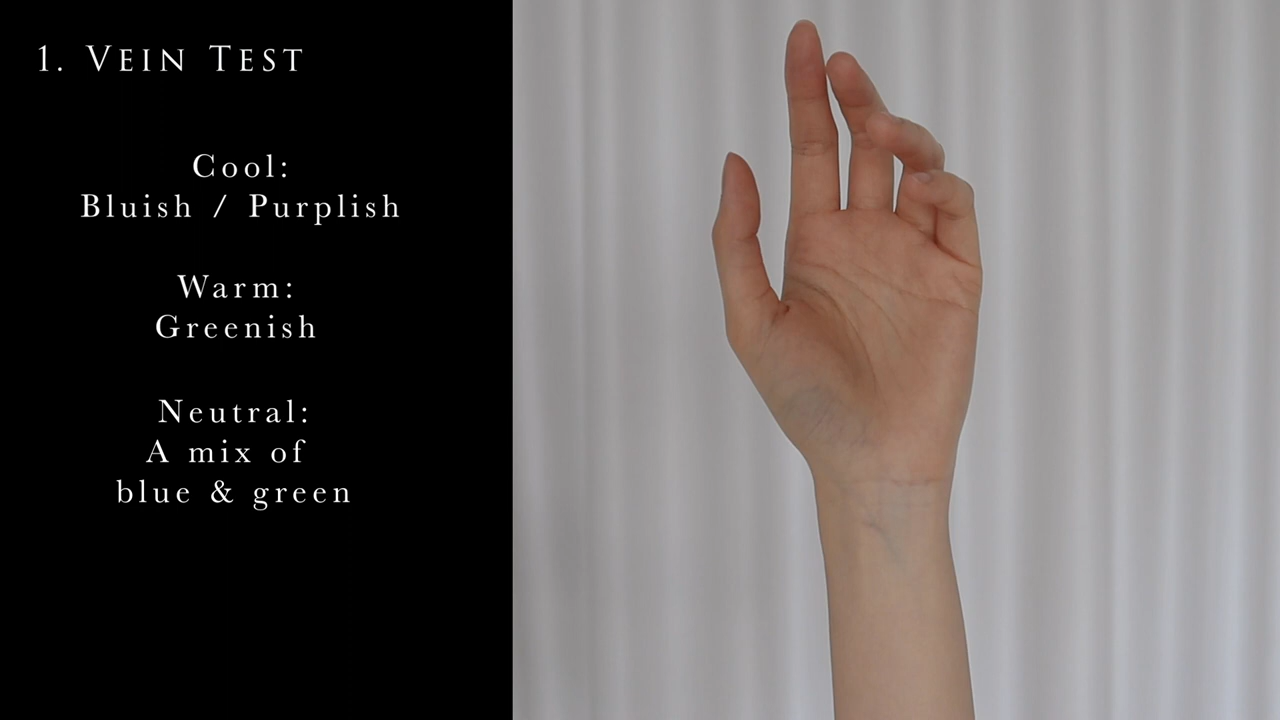 1. Vein Test
Cool:
Bluish / Purplish
Warm:
Greenish
Neutral:
A mix of
blue & green